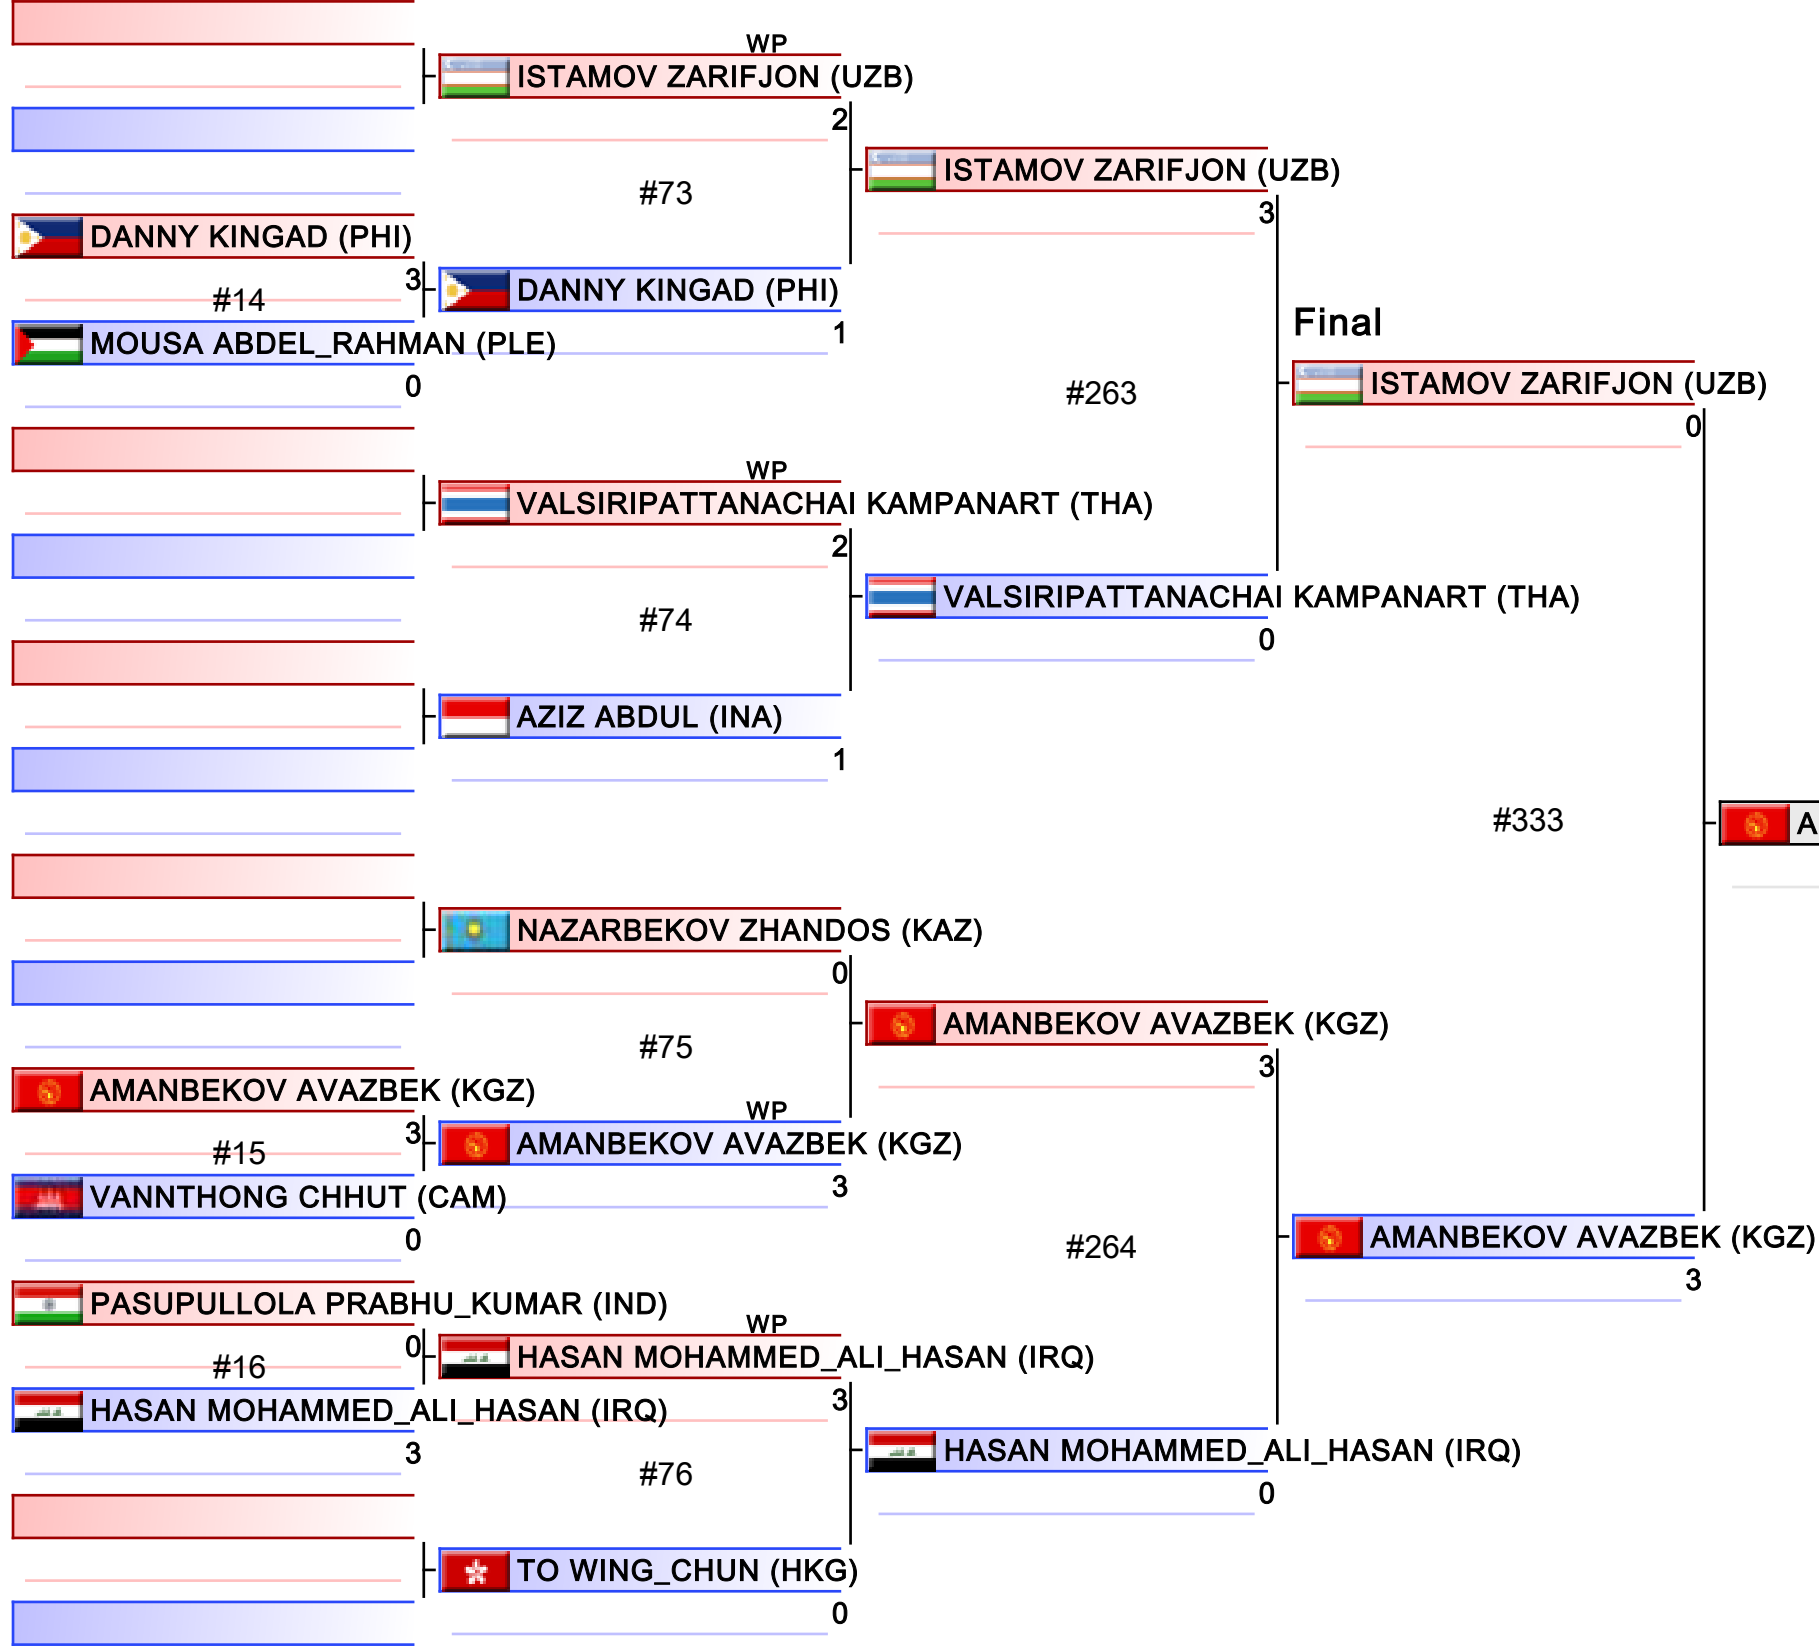 WP
ISTAMOV ZARIFJON (UZB)
2
#73
DANNY KINGAD (PHI)
3
#14
MOUSA ABDEL_RAHMAN (PLE)
0
DANNY KINGAD (PHI)
1
ISTAMOV ZARIFJON (UZB)
3
#263
WP
VALSIRIPATTANACHAI KAMPANART (THA)
2
#74
AZIZ ABDUL (INA)
1
VALSIRIPATTANACHAI KAMPANART (THA)
0
Final
ISTAMOV ZARIFJON (UZB)
0
#333
A
NAZARBEKOV ZHANDOS (KAZ)
0
#75
AMANBEKOV AVAZBEK (KGZ)
3
#15
VANNTHONG CHHUT (CAM)
0
WP
AMANBEKOV AVAZBEK (KGZ)
3
AMANBEKOV AVAZBEK (KGZ)
3
#264
AMANBEKOV AVAZBEK (KGZ)
3
PASUPULLOLA PRABHU_KUMAR (IND)
0
#16
HASAN MOHAMMED_ALI_HASAN (IRQ)
3
WP
HASAN MOHAMMED_ALI_HASAN (IRQ)
3
#76
TO WING_CHUN (HKG)
0
HASAN MOHAMMED_ALI_HASAN (IRQ)
0